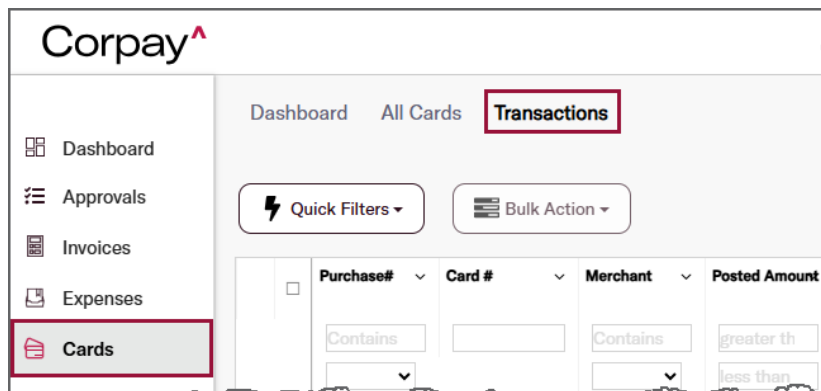 Corpay^
Dashboard All Cards Transactions
Dashboard
Approvals
Invoices
Expenses
Cards
Quick Filters Bulk Action
Purchase# Card # Merchant Posted Amount
Contains Contains greater th
less than